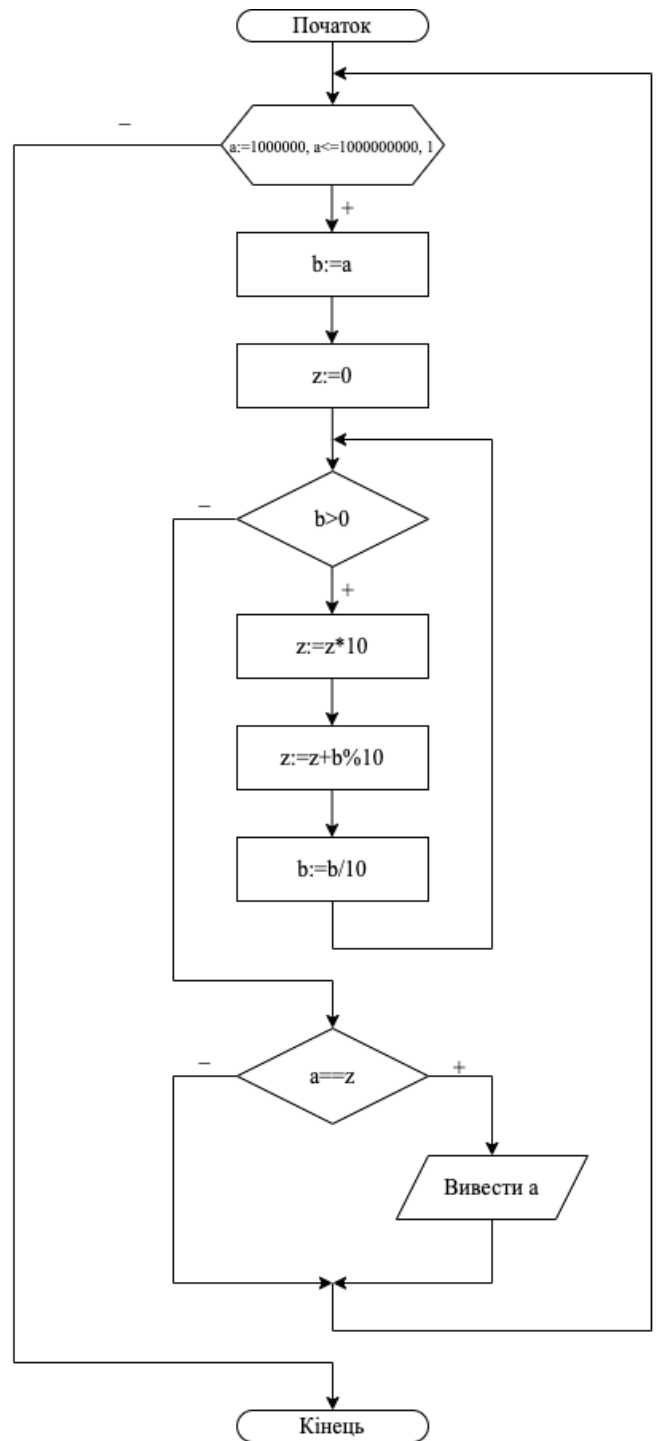 Початок
–
a:=1000000, a<=1000000000, 1
+
b:=a
z:=0
–
b>0
+
z:=z*10
z:=z+b%10
b:=b/10
–
a==z
+
Вивести a
Кінець